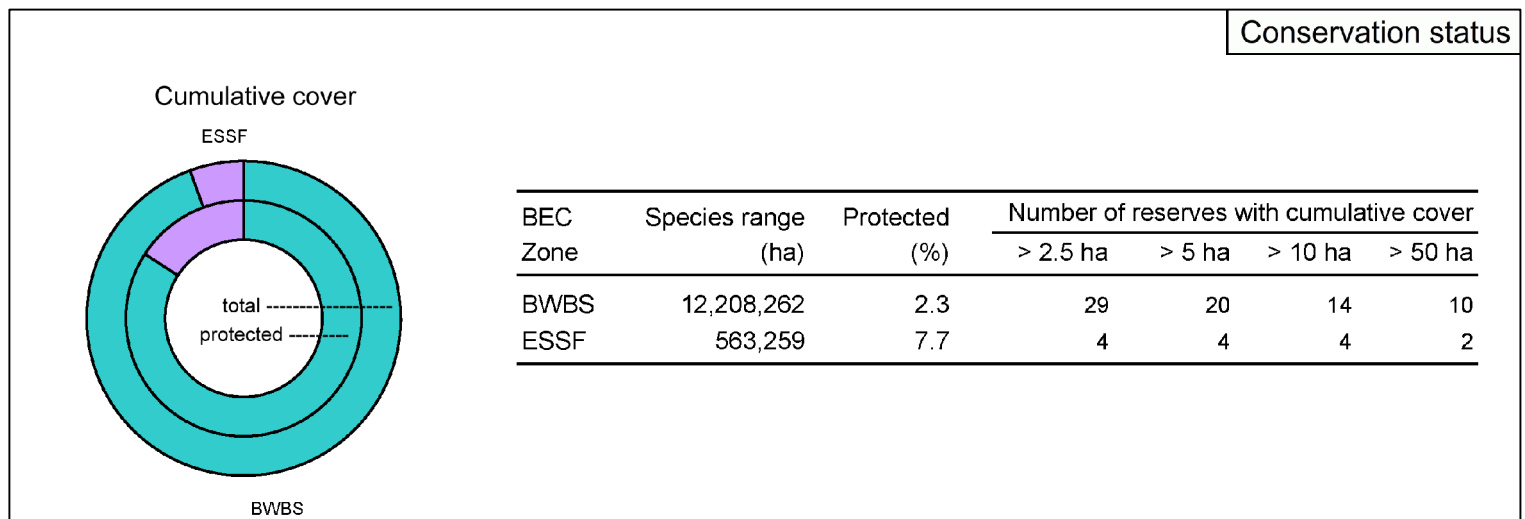 Conservation status
Cumulative cover
ESSF
total
protected
BWBS
BEC Zone Species range (ha) Protected (%) Number of reserves with cumulative cover
> 2.5 ha > 5 ha > 10 ha > 50 ha
BWBS 12,208,262 2.3 29 20 14 10
ESSF 563,259 7.7 4 4 4 2